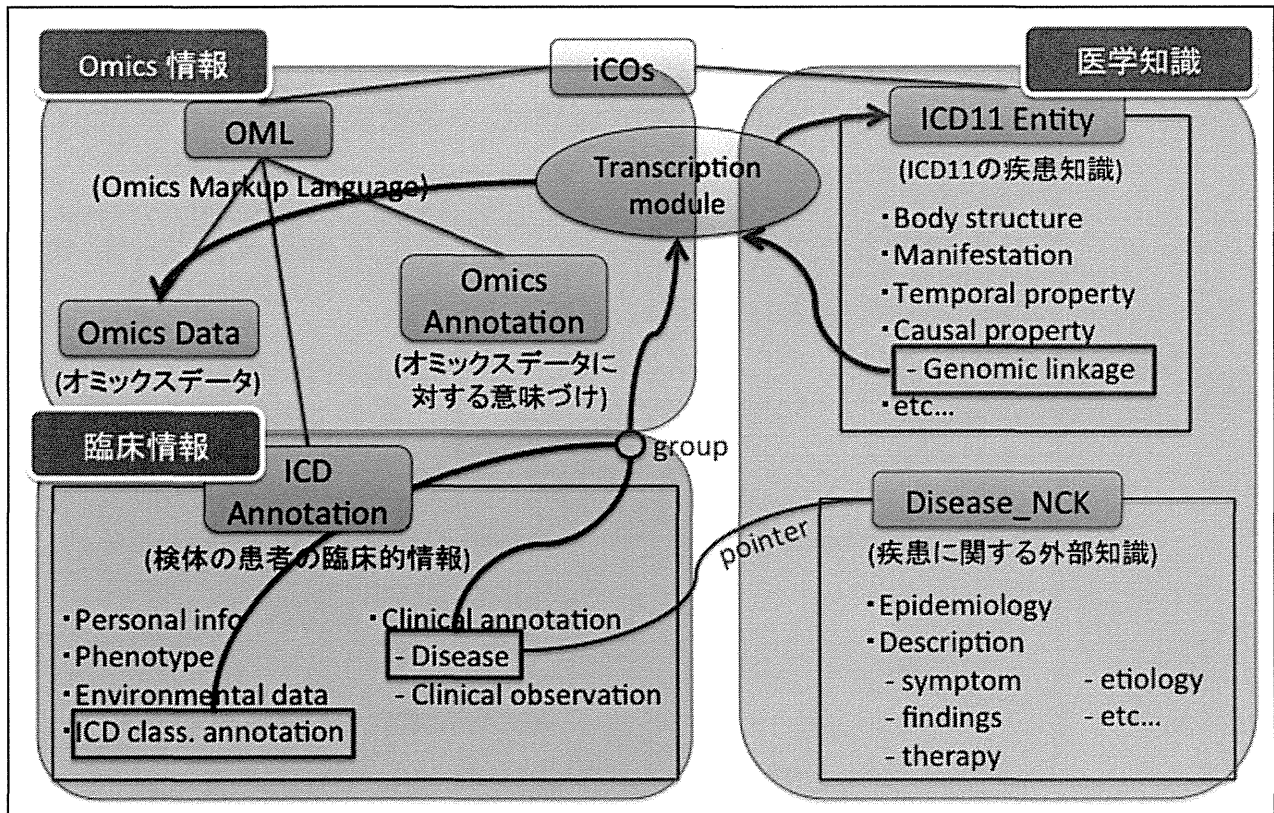 Omics 情報
iCOs
医学知識
OML
(Omics Markup Language)
Transcription
module
Omics Data
(オミックスデータ)
Omics
Annotation
(オミックスデータに
対する意味づけ)
ICD11 Entity
(ICD11の疾患知識)
・Body structure
・Manifestation
・Temporal property
・Causal property
- Genomic linkage
・etc...
臨床情報
group
ICD
Annotation
(検体の患者の臨床的情報)
・Personal info
・Phenotype
・Environmental data
・ICD class. annotation
・Clinical annotation
- Disease
- Clinical observation
pointer
Disease_NCK
(疾患に関する外部知識)
・Epidemiology
・Description
- symptom
- findings
- therapy
- etiology
- etc...